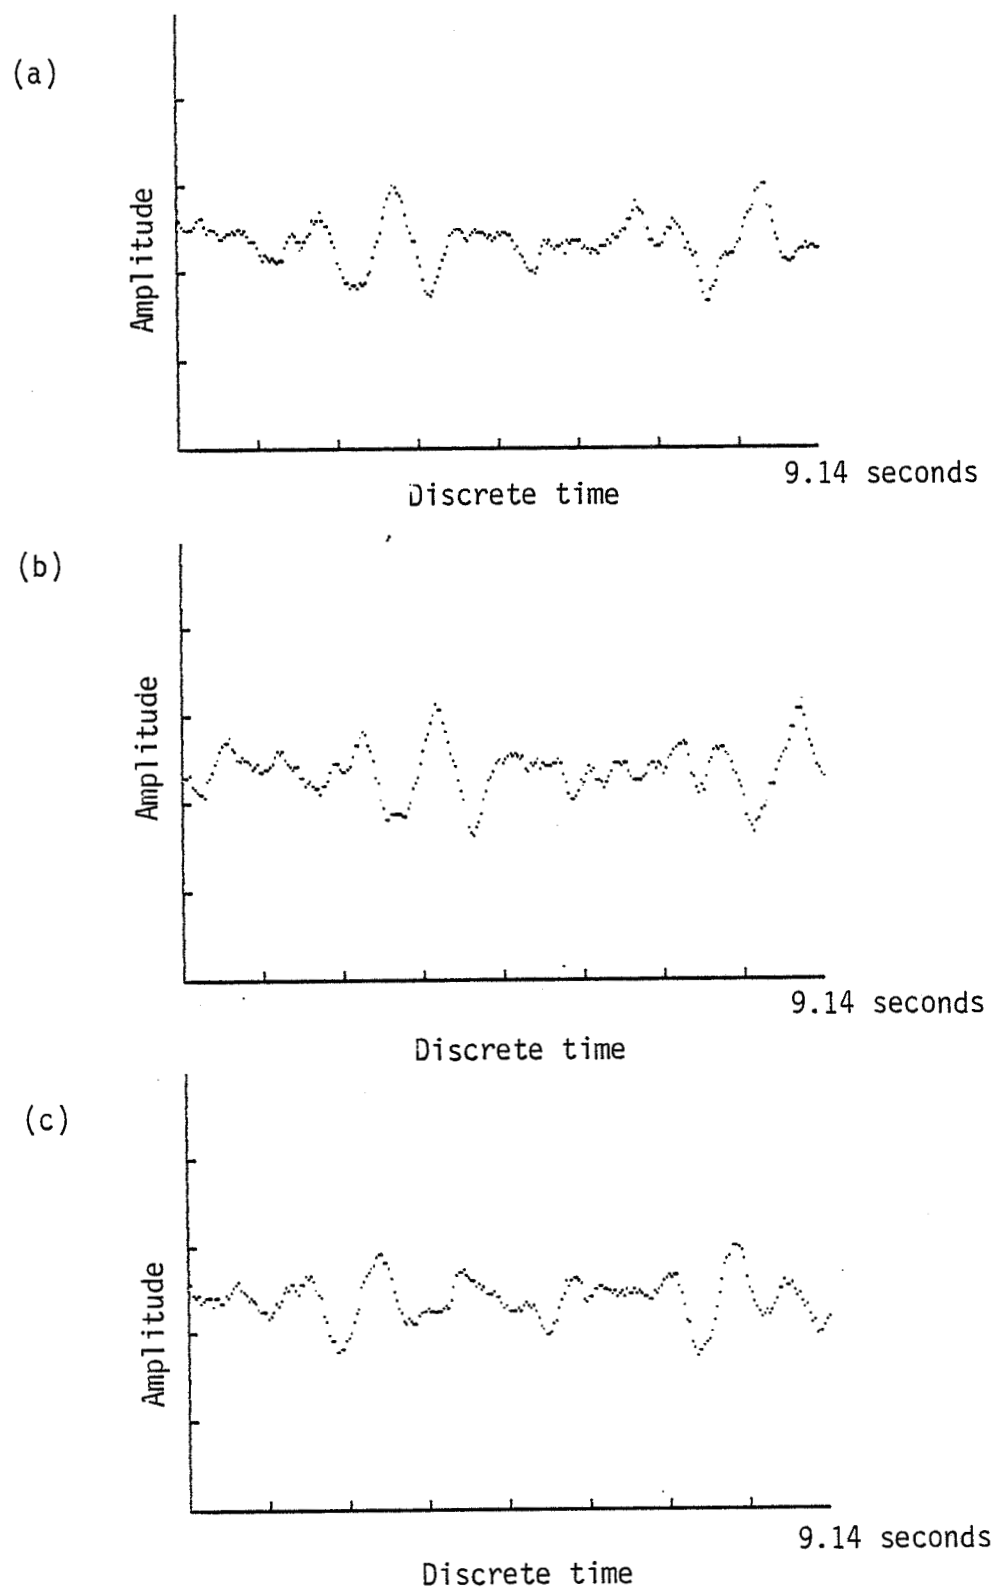 (a)
Amplitude
9.14 seconds
Discrete time
(b)
Amplitude
9.14 seconds
Discrete time
(c)
Amplitude
9.14 seconds
Discrete time